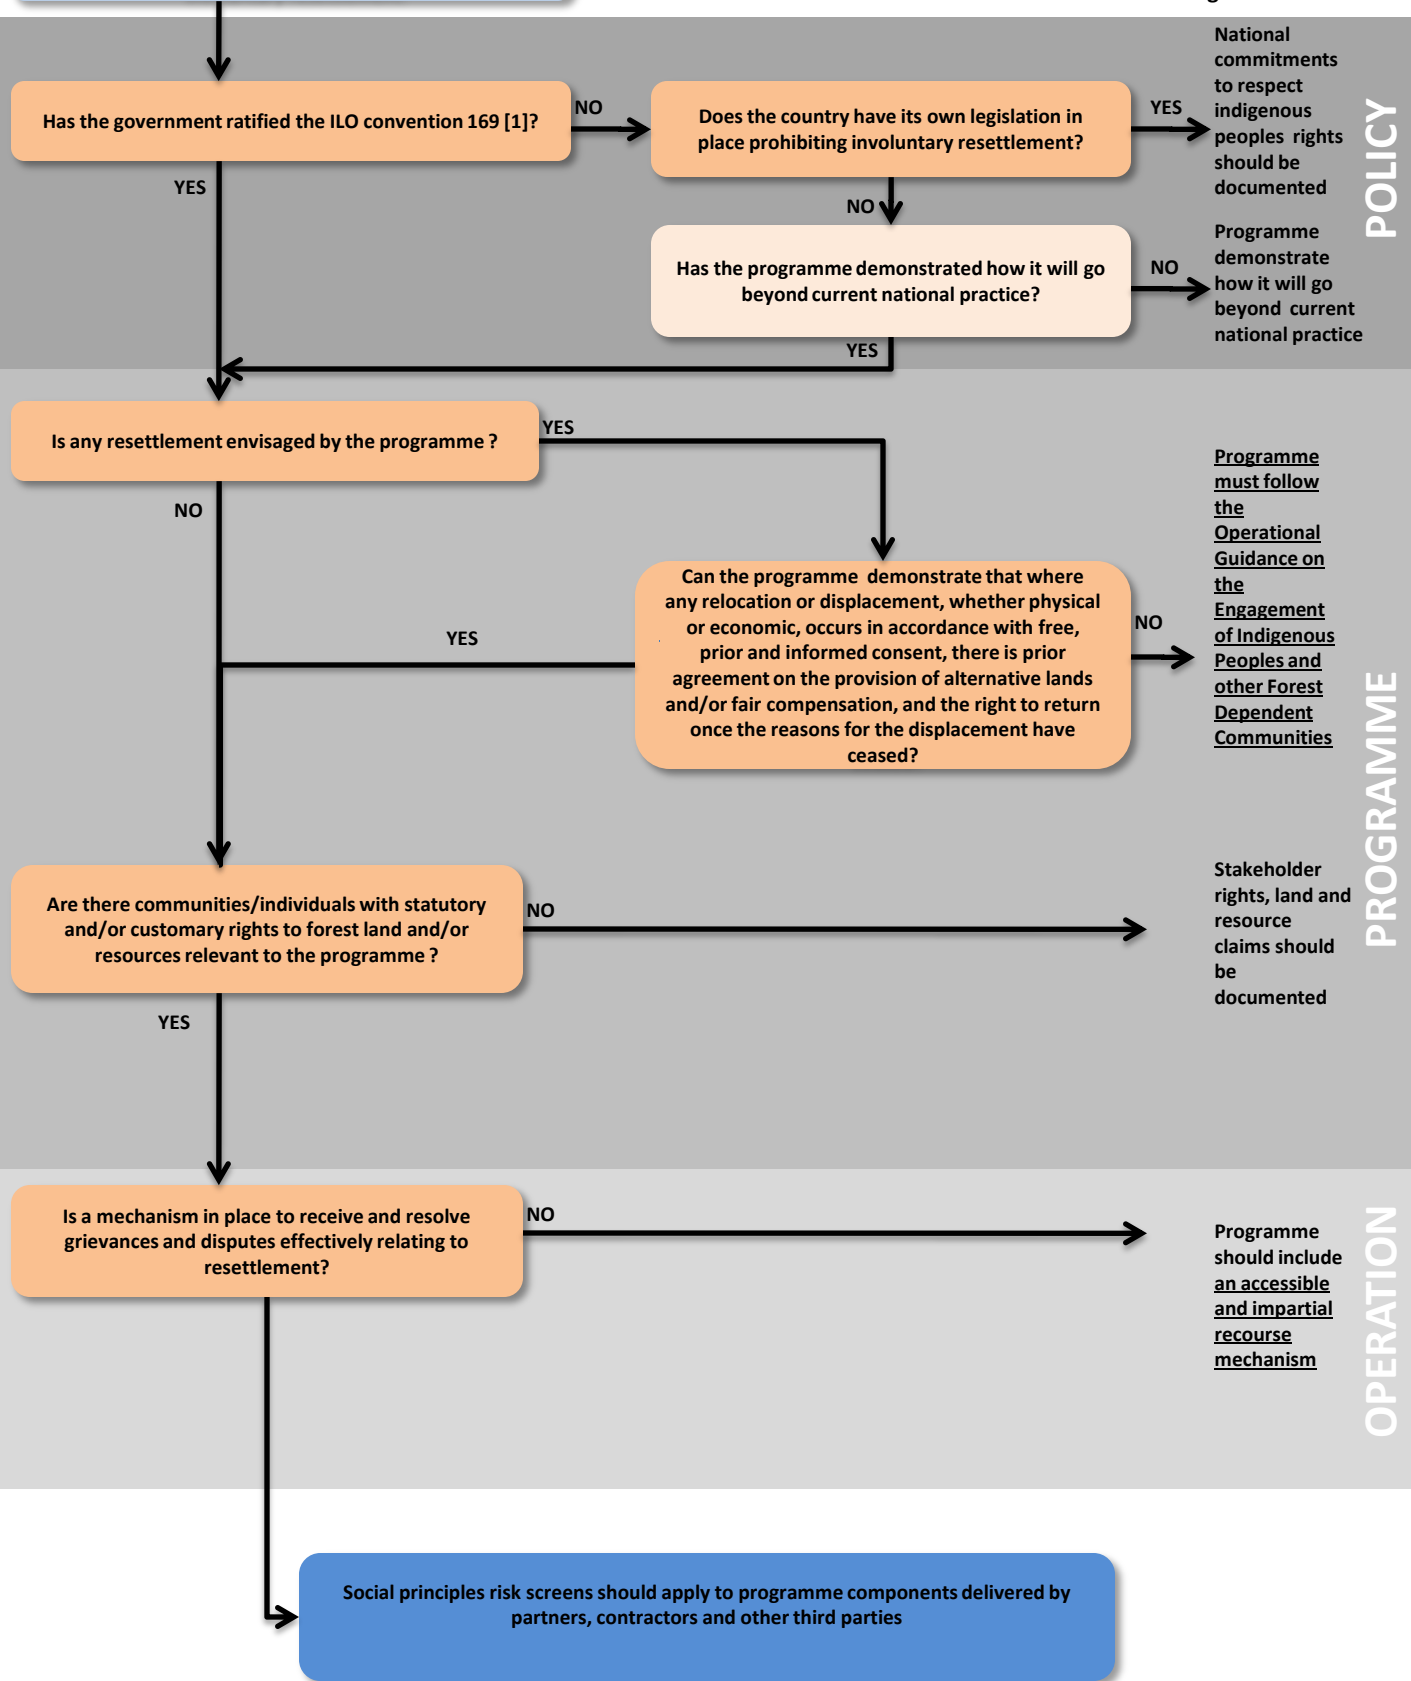 National
commitments
to respect
indigenous
peoples rights
should be
documented
POLICY
Has the government ratified the ILO convention 169 [1]?
NO
Does the country have its own legislation in
place prohibiting involuntary resettlement?
YES
YES
NO
Has the programme demonstrated how it will go
beyond current national practice?
NO
Programme
demonstrate
how it will go
beyond current
national practice
YES
Is any resettlement envisaged by the programme ?
YES
NO
Can the programme demonstrate that where
any relocation or displacement, whether physical
or economic, occurs in accordance with free,
prior and informed consent, there is prior
agreement on the provision of alternative lands
and/or fair compensation, and the right to return
once the reasons for the displacement have
ceased?
YES
NO
Programme
must follow
the
Operational
Guidance on
the
Engagement
of Indigenous
Peoples and
other Forest
Dependent
Communities
PROGRAMME
Are there communities/individuals with statutory
and/or customary rights to forest land and/or
resources relevant to the programme ?
NO
Stakeholder
rights, land and
resource
claims should
be
documented
YES
Is a mechanism in place to receive and resolve
grievances and disputes effectively relating to
resettlement?
NO
Programme
should include
an accessible
and impartial
recourse
mechanism
OPERATION
Social principles risk screens should apply to programme components delivered by
partners, contractors and other third parties